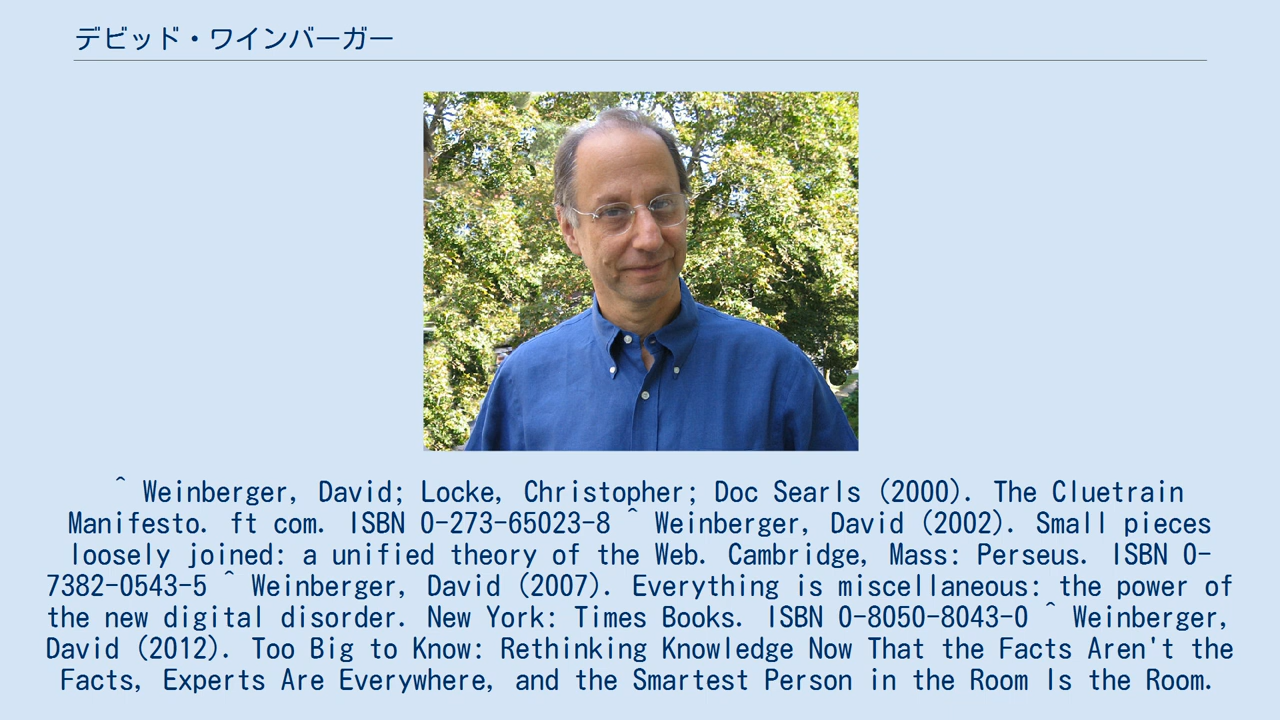 デビッド・ワインバーガー
^ Weinberger, David; Locke, Christopher; Doc Searls (2000). The Cluetrain
Manifesto. ft com. ISBN 0-273-65023-8 ^ Weinberger, David (2002). Small pieces
loosely joined: a unified theory of the Web. Cambridge, Mass: Perseus. ISBN 0-
7382-0543-5 ^ Weinberger, David (2007). Everything is miscellaneous: the power of
the new digital disorder. New York: Times Books. ISBN 0-8050-8043-0 ^ Weinberger,
David (2012). Too Big to Know: Rethinking Knowledge Now That the Facts Aren't the
Facts, Experts Are Everywhere, and the Smartest Person in the Room Is the Room.